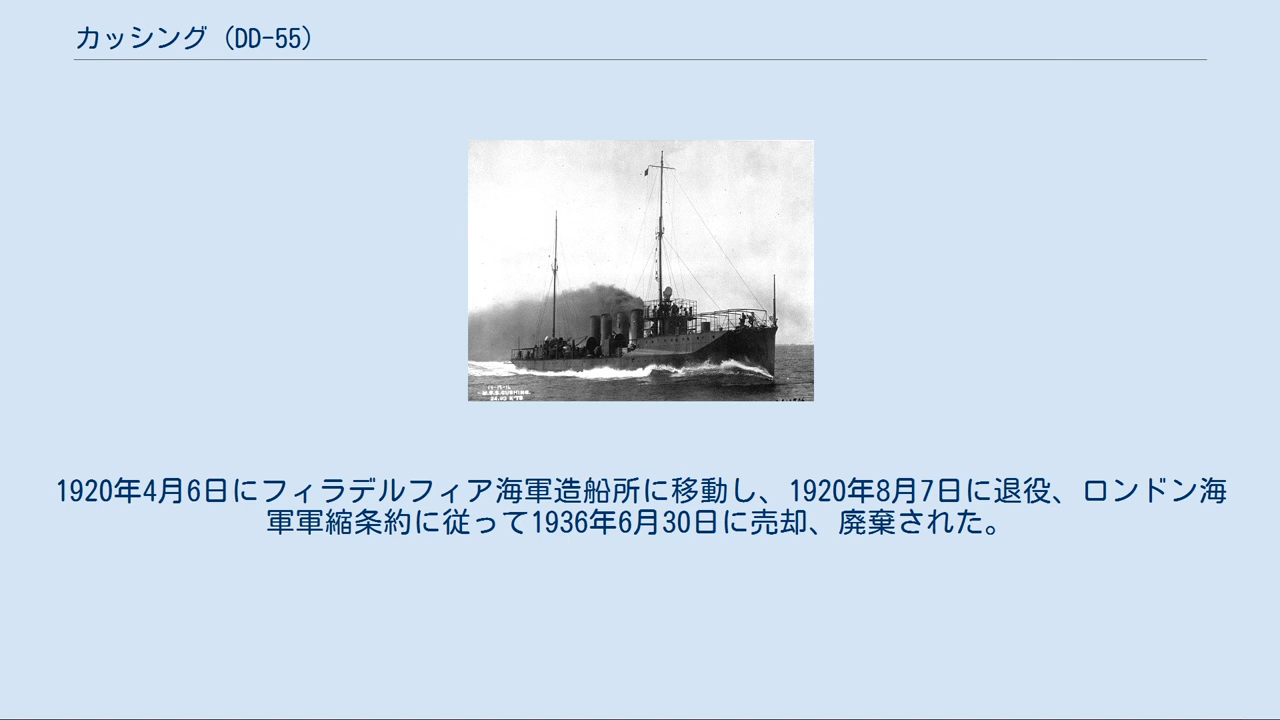 カッシング（DD-55）
U.S.S. CUSHING.
1920年4月6日にフィラデルフィア海軍造船所に移動し、1920年8月7日に退役、ロンドン海
軍軍縮条約に従って1936年6月30日に売却、廃棄された。